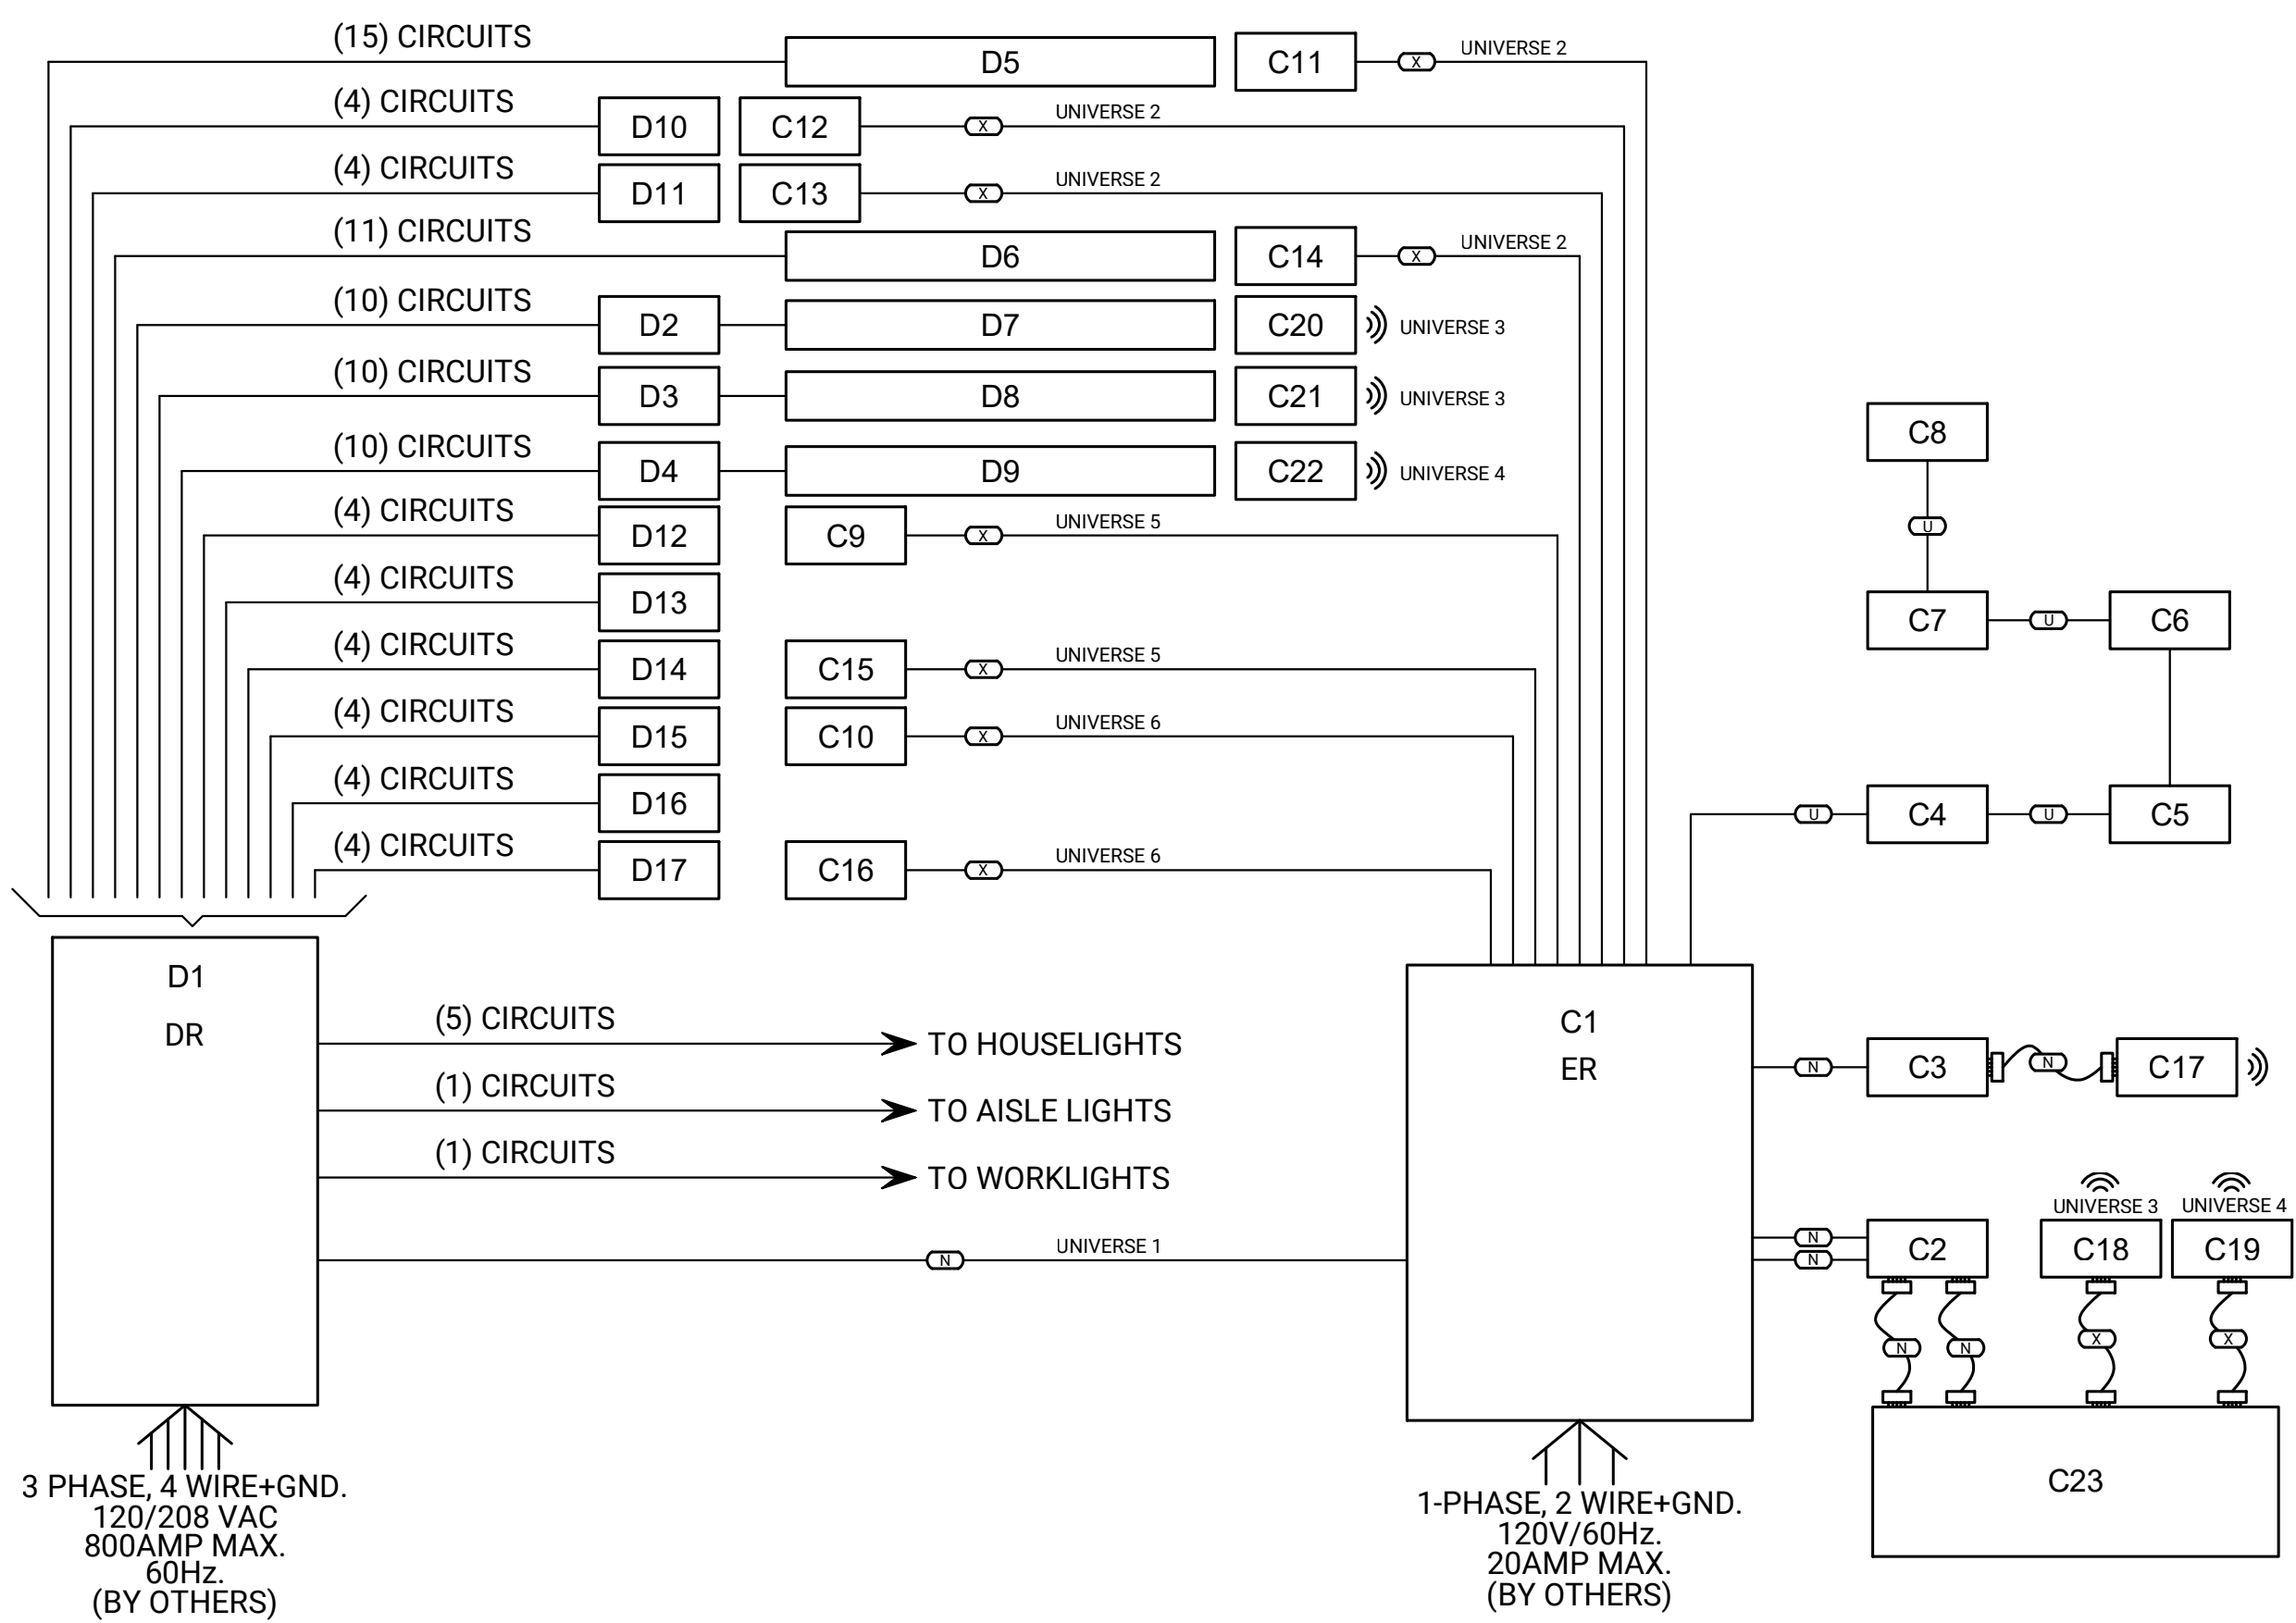 (15) CIRCUITS
D5
C11
X
UNIVERSE 2
(4) CIRCUITS
D10
C12
X
UNIVERSE 2
(4) CIRCUITS
D11
C13
X
UNIVERSE 2
(11) CIRCUITS
D6
C14
X
UNIVERSE 2
(10) CIRCUITS
D2
D7
C20
UNIVERSE 3
(10) CIRCUITS
D3
D8
C21
UNIVERSE 3
(10) CIRCUITS
D4
D9
C22
UNIVERSE 4
(4) CIRCUITS
D12
C9
X
UNIVERSE 5
(4) CIRCUITS
D13
(4) CIRCUITS
D14
C15
X
UNIVERSE 5
(4) CIRCUITS
D15
C10
X
UNIVERSE 6
(4) CIRCUITS
D16
(4) CIRCUITS
D17
C16
X
UNIVERSE 6
C8
U
C7
U
C6
U
C4
U
C5
D1
DR
(5) CIRCUITS
TO HOUSELIGHTS
(1) CIRCUITS
TO AISLE LIGHTS
(1) CIRCUITS
TO WORKLIGHTS
N
UNIVERSE 1
3 PHASE, 4 WIRE+GND.
120/208 VAC
800AMP MAX.
60Hz.
(BY OTHERS)
C1
ER
1-PHASE, 2 WIRE+GND.
120V/60Hz.
20AMP MAX.
(BY OTHERS)
N
C3
N
C17
N
N
C2
UNIVERSE 3
C18
UNIVERSE 4
C19
N
N
X
X
C23